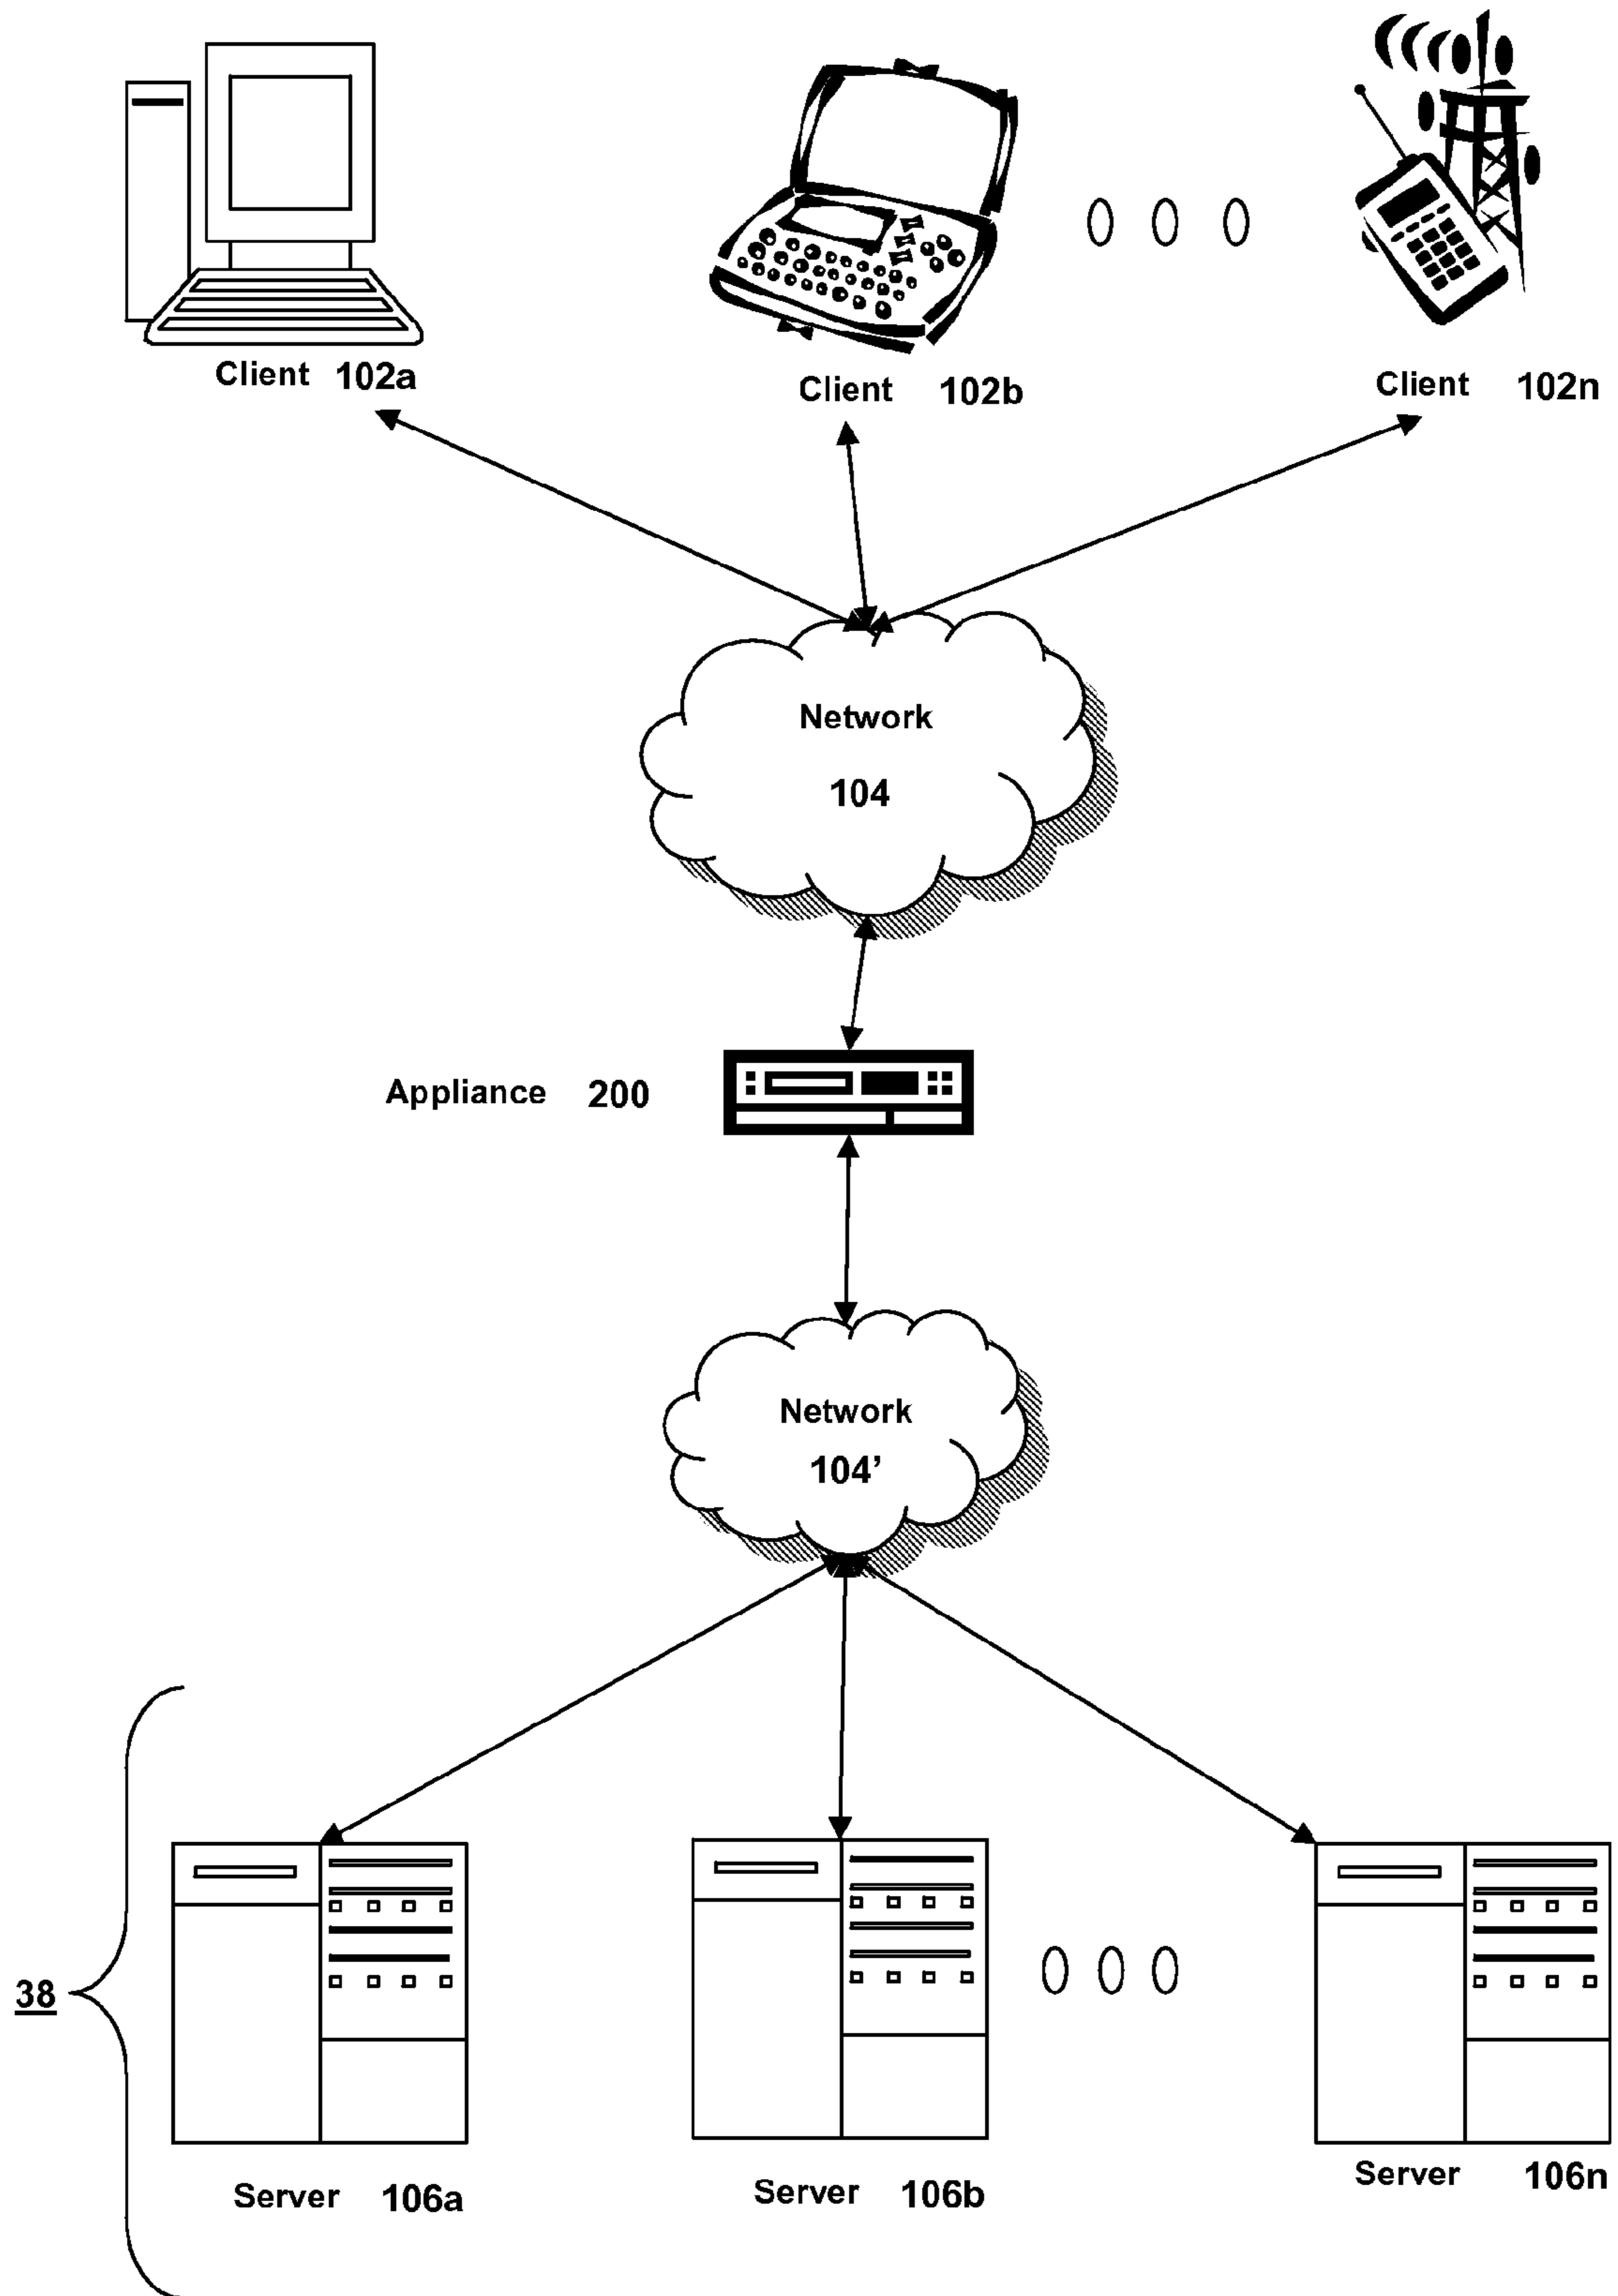 Client 102a
Client 102b
Client 102n
Network
104
Appliance 200
Network
104’
38
Server 106a
Server 106b
Server 106n